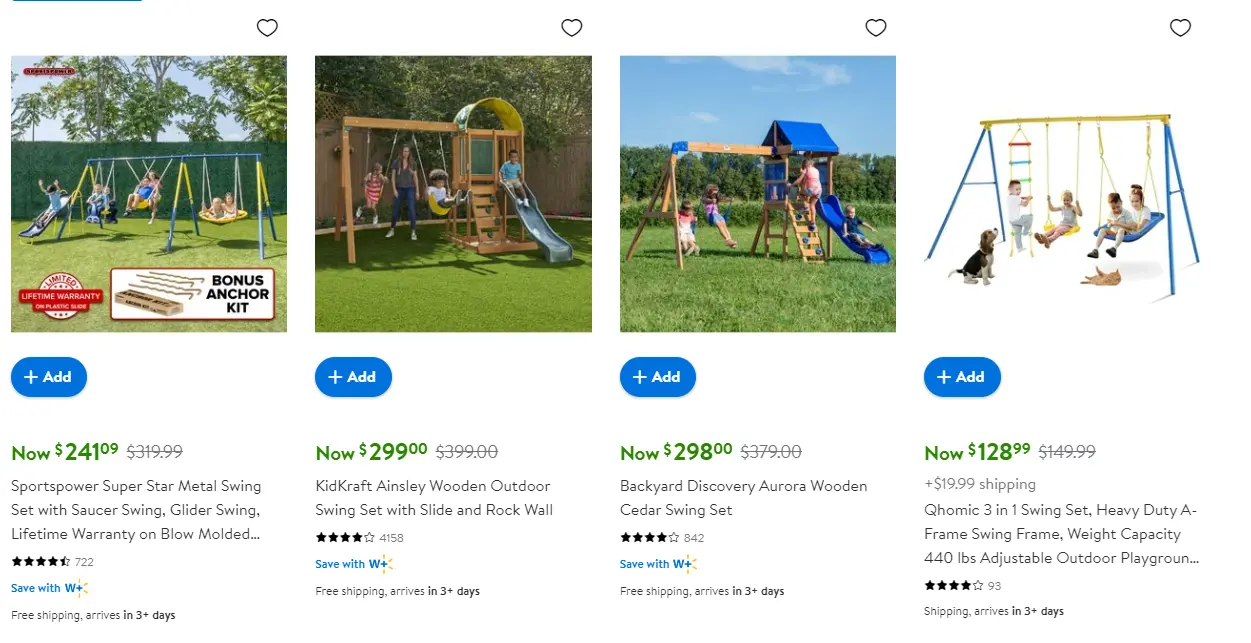 SPORTSPOWER
LIMITED
LIFETIME WARRANTY
ON PLASTIC SLIDE
BONUS
ANCHOR
KIT
ANCHOR KIT
+ Add
+ Add
+ Add
+ Add
Now $241.09 $319.99
Sportspower Super Star Metal Swing
Set with Saucer Swing, Glider Swing,
Lifetime Warranty on Blow Molded...
722
Save with W+
Free shipping, arrives in 3+ days
Now $299.00 $399.00
KidKraft Ainsley Wooden Outdoor
Swing Set with Slide and Rock Wall
4158
Save with W+
Free shipping, arrives in 3+ days
Now $298.00 $379.00
Backyard Discovery Aurora Wooden
Cedar Swing Set
842
Save with W+
Free shipping, arrives in 3+ days
Now $128.99 $149.99
+$19.99 shipping
Qhomic 3 in 1 Swing Set, Heavy Duty A-
Frame Swing Frame, Weight Capacity
440 lbs Adjustable Outdoor Playgroun...
93
Shipping, arrives in 3+ days